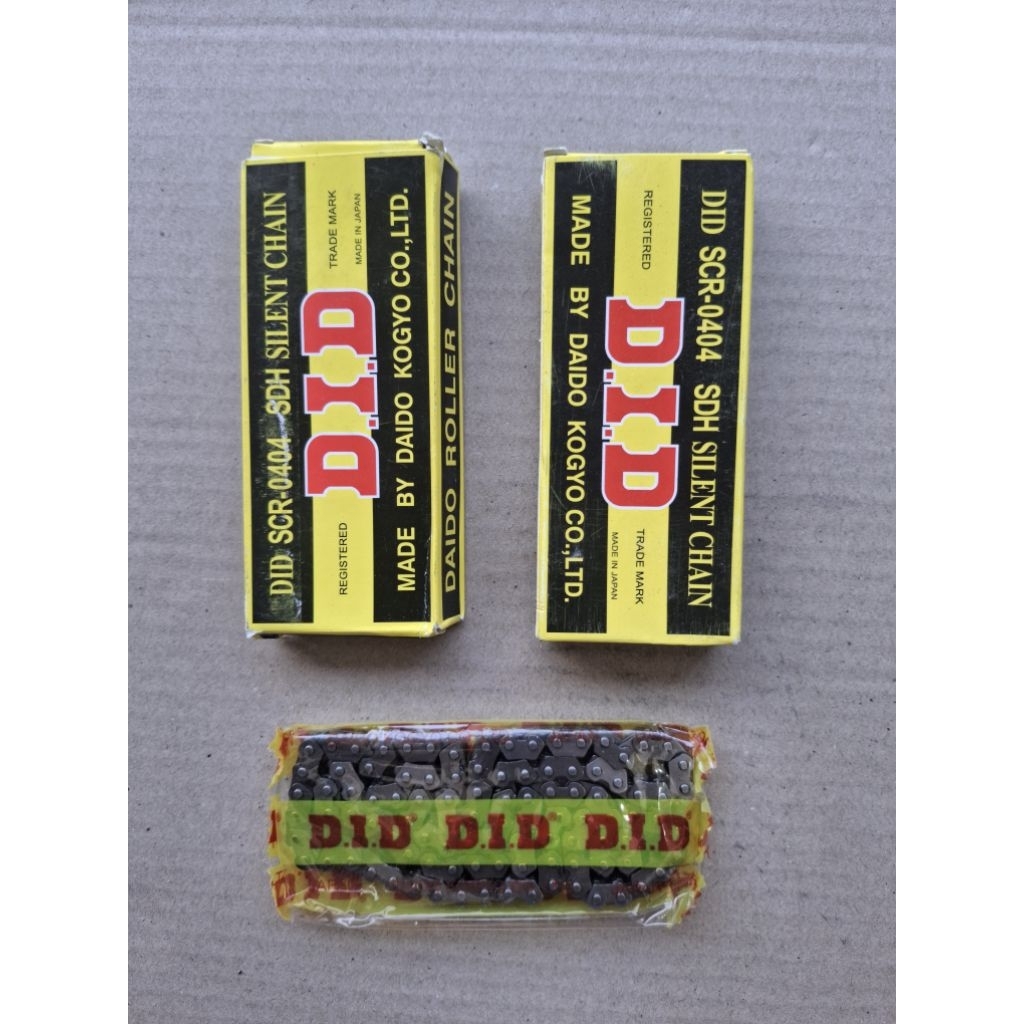 DID SCR-0404 SDH SILENT CHAIN
REGISTERED
D.I.D
TRADE MARK
MADE IN JAPAN
MADE BY DAIDO KOGYO CO.,LTD.
DAIDO ROLLER CHAIN
DID SCR-0404 SDH SILENT CHAIN
REGISTERED
D.I.D
TRADE MARK
MADE IN JAPAN
MADE BY DAIDO KOGYO CO.,LTD.
D.I.D® D.I.D® D.I.D